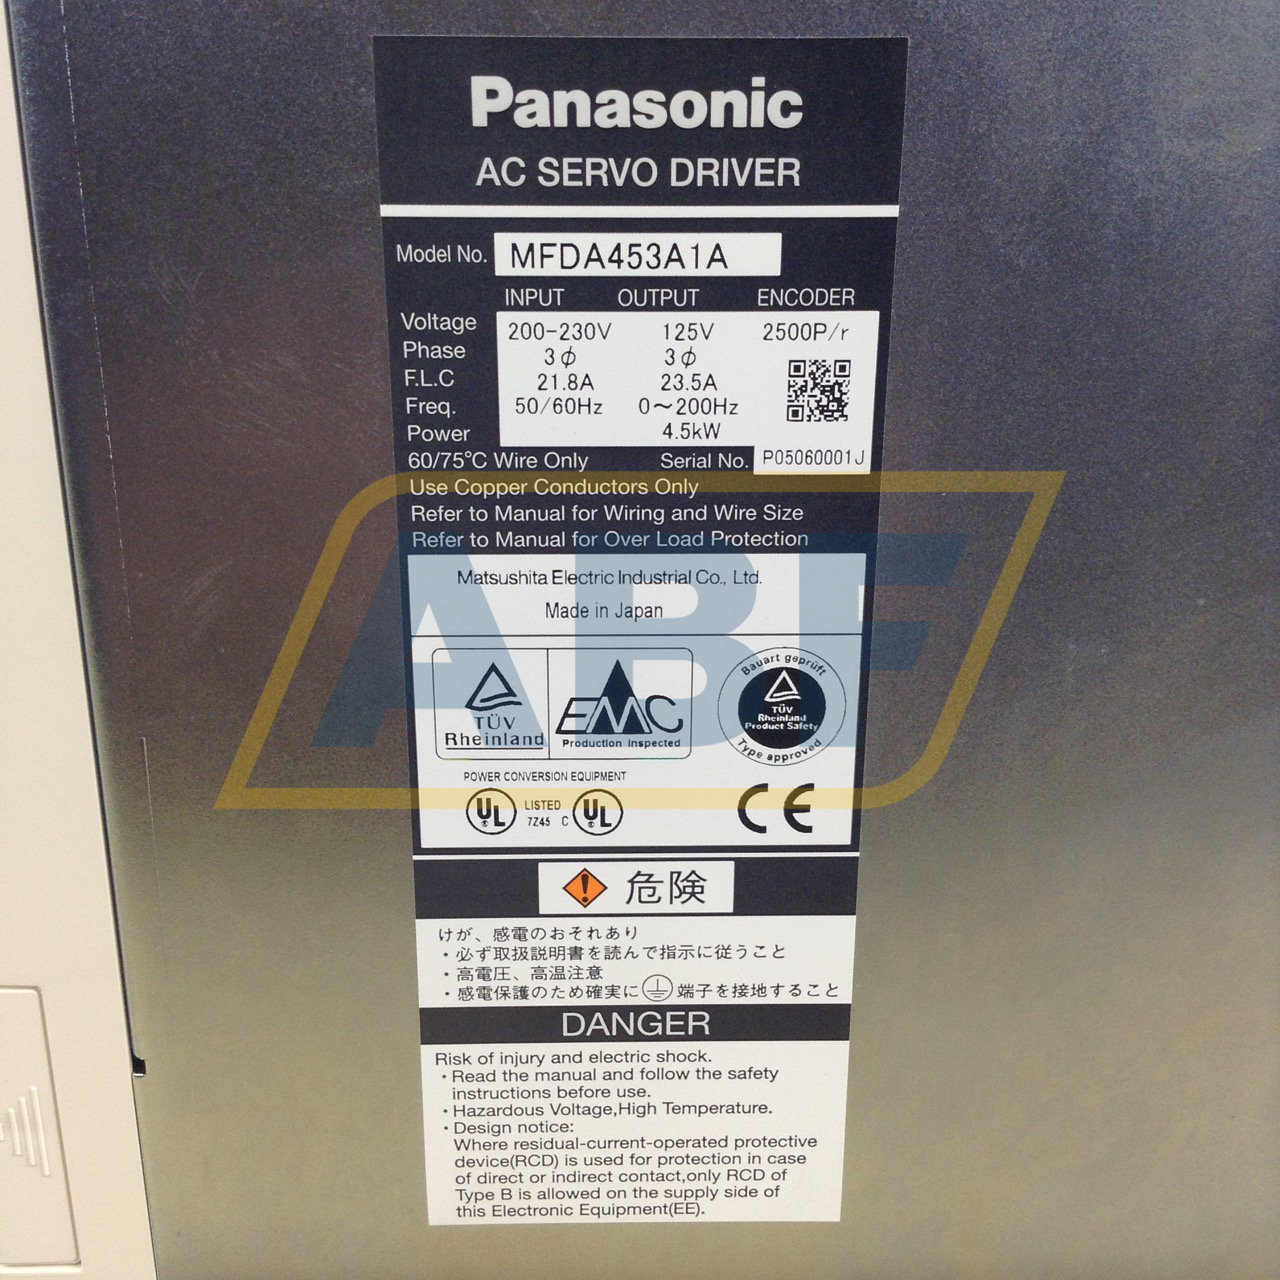 Panasonic
AC SERVO DRIVER
Model No. MFDA453A1A
INPUT OUTPUT ENCODER
Voltage 200-230V 125V 2500P/r
Phase 3ϕ 3ϕ
F.L.C 21.8A 23.5A
Freq. 50/60Hz 0～200Hz
Power 4.5kW
60/75℃ Wire Only Serial No. P05060001J
Use Copper Conductors Only
Refer to Manual for Wiring and Wire Size
Refer to Manual for Over Load Protection
ABF
Matsushita Electric Industrial Co., Ltd.
Made in Japan
TÜV
Rheinland
EMC
Production Inspected
Bauart geprüft
TÜV
Rheinland
Product Safety
Type approved
POWER CONVERSION EQUIPMENT
UL LISTED 7Z45 C UL
CE
危険
けが、感電のおそれあり
・必ず取扱説明書を読んで指示に従うこと
・高電圧、高温注意
・感電保護のため確実に端子を接地すること
DANGER
Risk of injury and electric shock.
・Read the manual and follow the safety
instructions before use.
・Hazardous Voltage,High Temperature.
・Design notice:
Where residual-current-operated protective
device(RCD) is used for protection in case
of direct or indirect contact,only RCD of
Type B is allowed on the supply side of
this Electronic Equipment(EE).